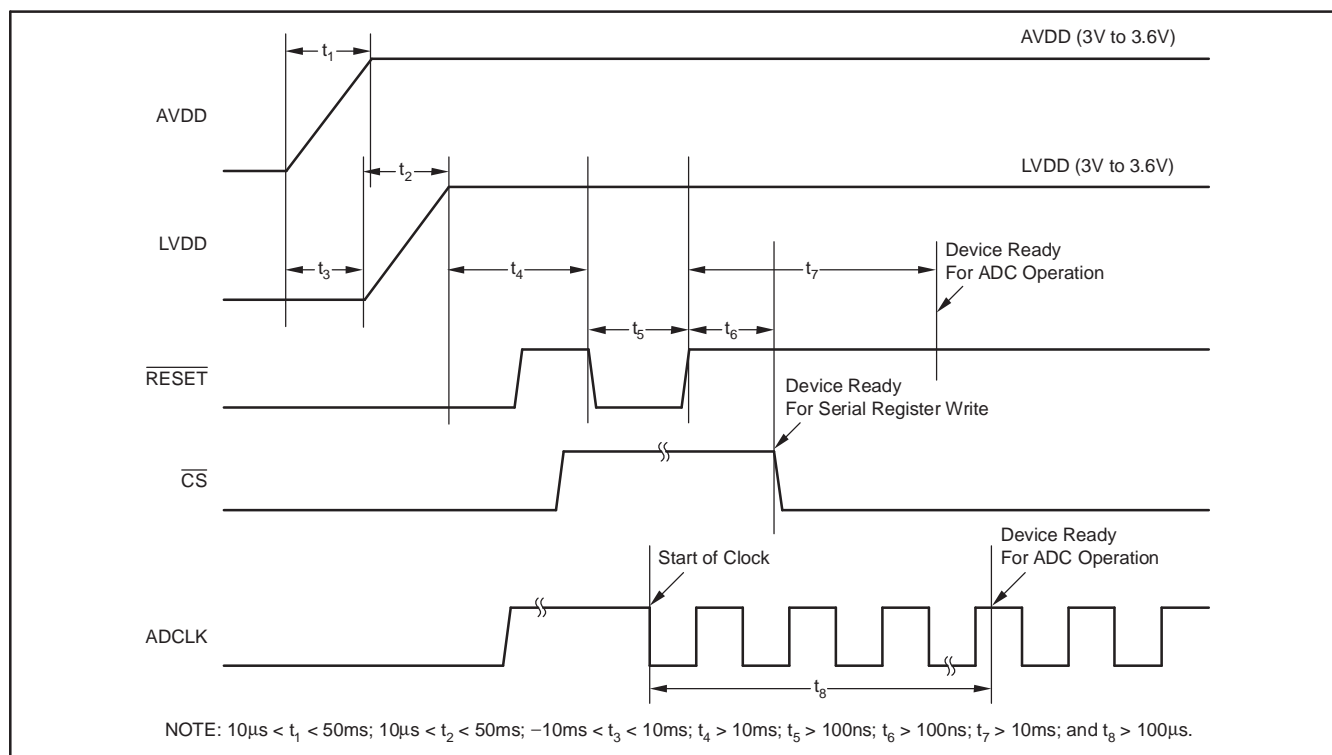 AVDD (3V to 3.6V)
t1
AVDD
t2
LVDD (3V to 3.6V)
LVDD
t3
t4
t7
Device Ready
For ADC Operation
t5
t6
RESET
Device Ready
For Serial Register Write
CS
Start of Clock
Device Ready
For ADC Operation
ADCLK
t8
NOTE: 10µs < t1 < 50ms; 10µs < t2 < 50ms; −10ms < t3 < 10ms; t4 > 10ms; t5 > 100ns; t6 > 100ns; t7 > 10ms; and t8 > 100µs.